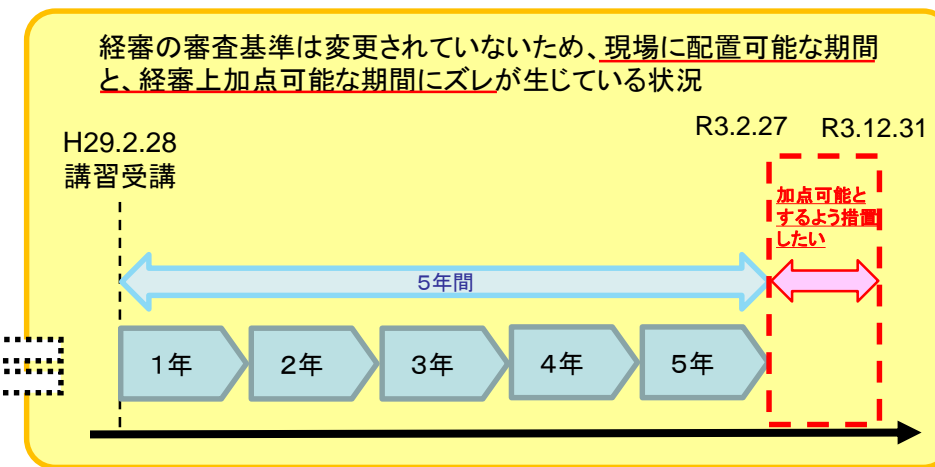 経審の審査基準は変更されていないため、現場に配置可能な期間
と、経審上加点可能な期間にズレが生じている状況
R3.2.27
R3.12.31
H29.2.28
講習受講
加点可能と
するよう措置
したい
5年間
1年
2年
3年
4年
5年